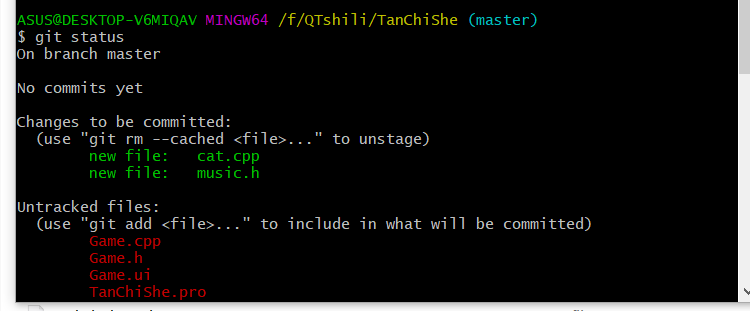 ASUS@DESKTOP-V6MIQAV MINGW64 /f/QTshili/TanChiShe (master)
$ git status
On branch master
No commits yet
Changes to be committed:
(use "git rm --cached <file>..." to unstage)
new file: cat.cpp
new file: music.h
Untracked files:
(use "git add <file>..." to include in what will be committed)
Game.cpp
Game.h
Game.ui
TanChiShe.pro